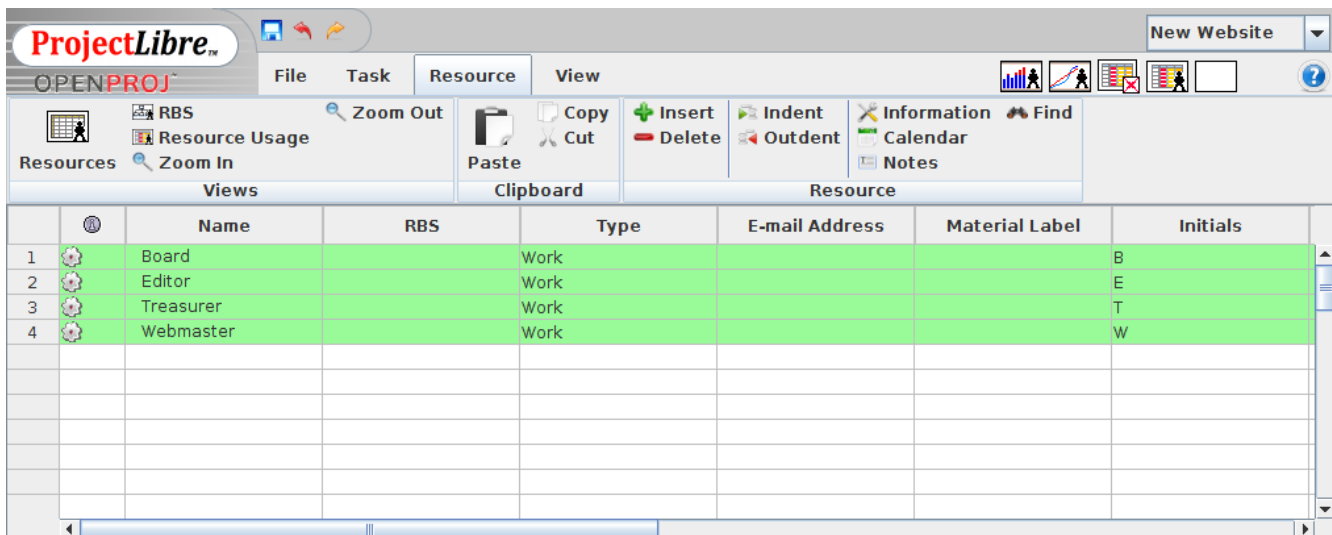 ProjectLibre™
OPENPROJ
New Website
File Task Resource View
Resources
RBS
Resource Usage
Zoom In
Zoom Out
Views
Paste
Copy
Cut
Clipboard
Insert
Delete
Indent
Outdent
Information
Calendar
Notes
Find
Resource
Name RBS Type E-mail Address Material Label Initials
1 Board Work B
2 Editor Work E
3 Treasurer Work T
4 Webmaster Work W